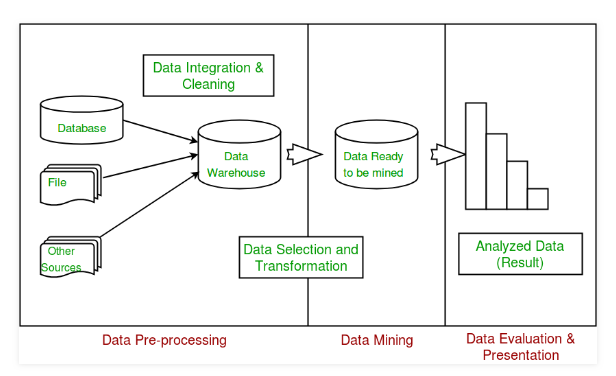 Data Integration &
Cleaning
Database
File
Other
Sources
Data
Warehouse
Data Selection and
Transformation
Data Ready
to be mined
Analyzed Data
(Result)
Data Pre-processing
Data Mining
Data Evaluation &
Presentation